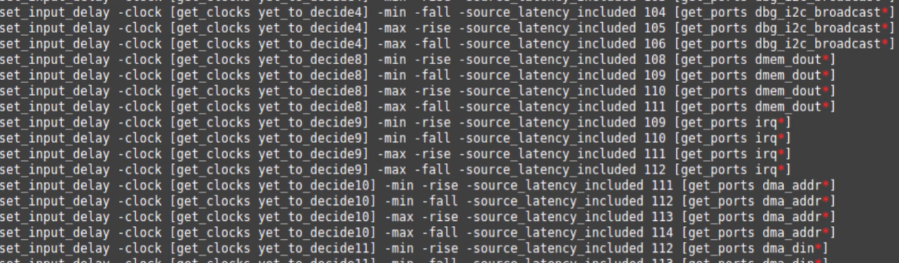 set_input_delay -clock [get_clocks yet_to_decide4] -min -fall -source_latency_included 104 [get_ports dbg_i2c_broadcast*]
set_input_delay -clock [get_clocks yet_to_decide4] -max -rise -source_latency_included 105 [get_ports dbg_i2c_broadcast*]
set_input_delay -clock [get_clocks yet_to_decide4] -max -fall -source_latency_included 106 [get_ports dbg_i2c_broadcast*]
set_input_delay -clock [get_clocks yet_to_decide8] -min -rise -source_latency_included 108 [get_ports dmem_dout*]
set_input_delay -clock [get_clocks yet_to_decide8] -min -fall -source_latency_included 109 [get_ports dmem_dout*]
set_input_delay -clock [get_clocks yet_to_decide8] -max -rise -source_latency_included 110 [get_ports dmem_dout*]
set_input_delay -clock [get_clocks yet_to_decide8] -max -fall -source_latency_included 111 [get_ports dmem_dout*]
set_input_delay -clock [get_clocks yet_to_decide9] -min -rise -source_latency_included 109 [get_ports irq*]
set_input_delay -clock [get_clocks yet_to_decide9] -min -fall -source_latency_included 110 [get_ports irq*]
set_input_delay -clock [get_clocks yet_to_decide9] -max -rise -source_latency_included 111 [get_ports irq*]
set_input_delay -clock [get_clocks yet_to_decide9] -max -fall -source_latency_included 112 [get_ports irq*]
set_input_delay -clock [get_clocks yet_to_decide10] -min -rise -source_latency_included 111 [get_ports dma_addr*]
set_input_delay -clock [get_clocks yet_to_decide10] -min -fall -source_latency_included 112 [get_ports dma_addr*]
set_input_delay -clock [get_clocks yet_to_decide10] -max -rise -source_latency_included 113 [get_ports dma_addr*]
set_input_delay -clock [get_clocks yet_to_decide10] -max -fall -source_latency_included 114 [get_ports dma_addr*]
set_input_delay -clock [get_clocks yet_to_decide11] -min -rise -source_latency_included 112 [get_ports dma_din*]